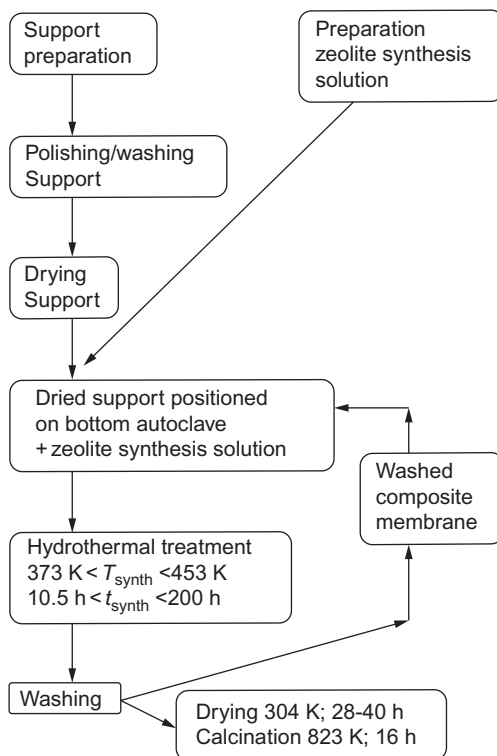 Support
preparation
Preparation
zeolite synthesis
solution
Polishing/washing
Support
Drying
Support
Dried support positioned
on bottom autoclave
+ zeolite synthesis solution
Washed
composite
membrane
Hydrothermal treatment
373 K < Tsynth <453 K
10.5 h < tsynth <200 h
Washing
Drying 304 K; 28-40 h
Calcination 823 K; 16 h